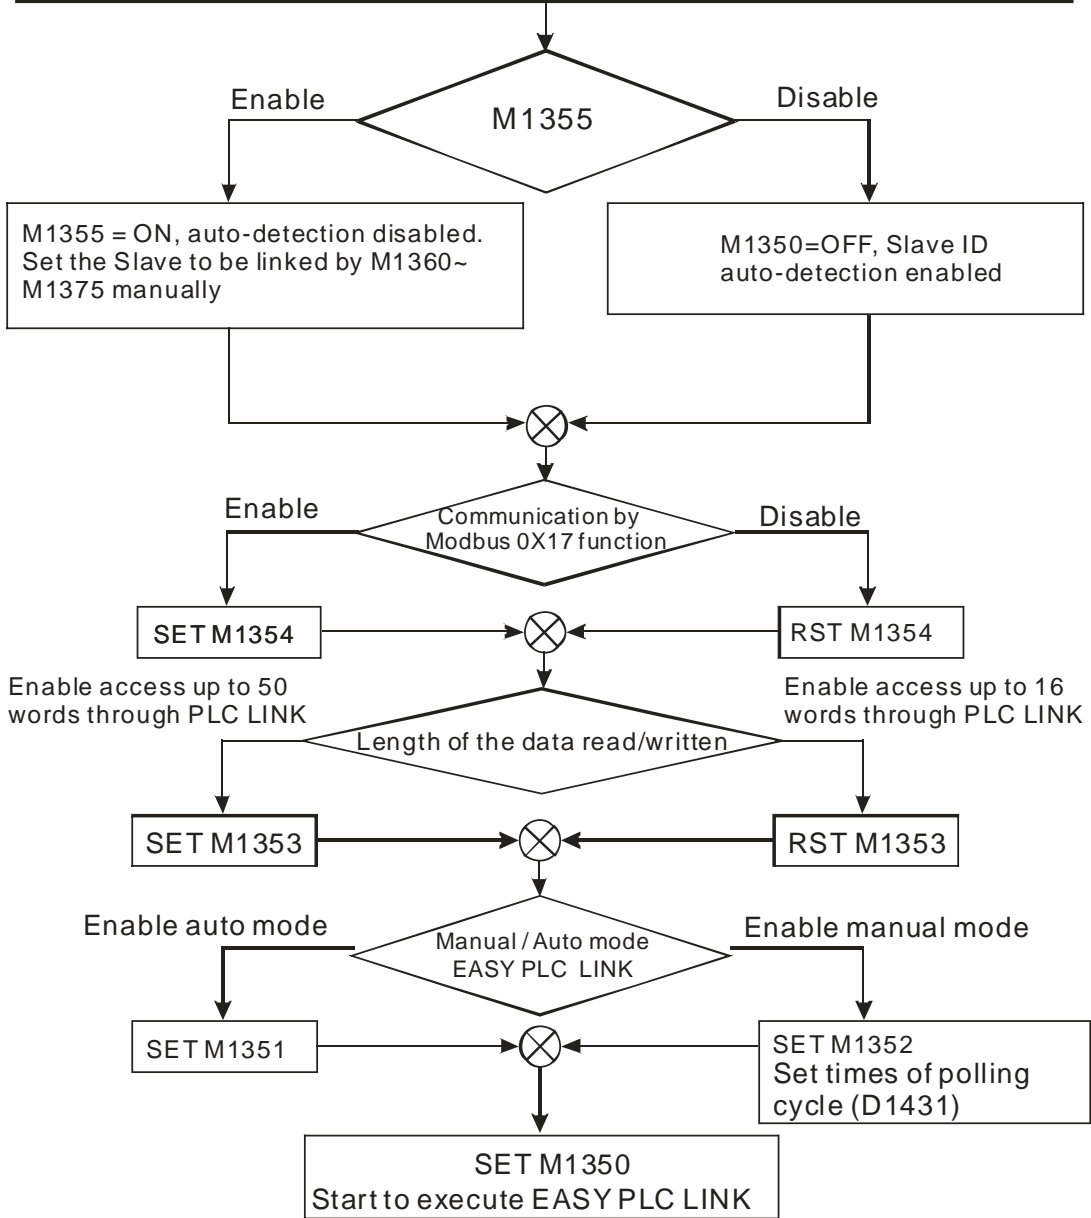 M1355
Enable
Disable
M1355 = ON, auto-detection disabled.
Set the Slave to be linked by M1360~
M1375 manually
M1350=OFF, Slave ID
auto-detection enabled
Communication by
Modbus 0X17 function
Enable
Disable
SET M1354
RST M1354
Enable access up to 50
words through PLC LINK
Enable access up to 16
words through PLC LINK
Length of the data read/written
SET M1353
RST M1353
Enable auto mode
Manual / Auto mode
EASY PLC LINK
Enable manual mode
SET M1351
SET M1352
Set times of polling
cycle (D1431)
SET M1350
Start to execute EASY PLC LINK